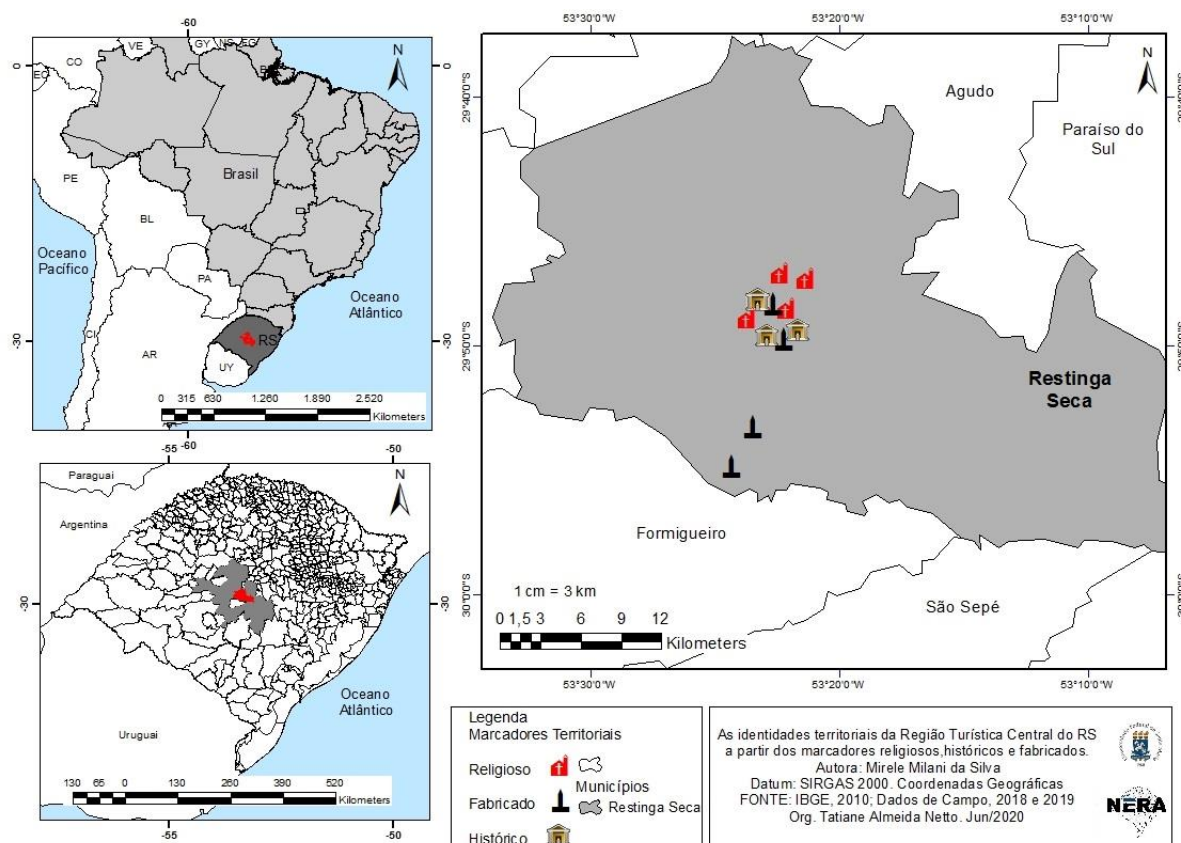 -60
N
VE
GY
NS
EG
CO
EC
0
0
Brasil
PE
BL
Oceano
Pacífico
PA
Oceano
Atlântico
CI
-30
-30
RS
AR
UY
0 315 630 1.260 1.890 2.520
Kilometers
-55 -60 -50
Paraguai
N
Argentina
-30
-30
Oceano
Atlântico
Uruguai
130 65 0 130 260 390 520
Kilometers
-55 -50
53°30'0"W 53°20'0"W 53°10'0"W
N
29°40'0"S
Agudo
Paraíso do
Sul
29°50'0"S
Restinga
Seca
Formigueiro
30°0'0"S
São Sepé
1 cm = 3 km
0 1,5 3 6 9 12
Kilometers
53°30'0"W 53°20'0"W 53°10'0"W
Legenda
Marcadores Territoriais
Religioso
Municípios
Fabricado Restinga Seca
Histórico
As identidades territoriais da Região Turística Central do RS
a partir dos marcadores religiosos,históricos e fabricados.
Autora: Mirele Milani da Silva
Datum: SIRGAS 2000. Coordenadas Geográficas
FONTE: IBGE, 2010; Dados de Campo, 2018 e 2019
Org. Tatiane Almeida Netto. Jun/2020
NERA